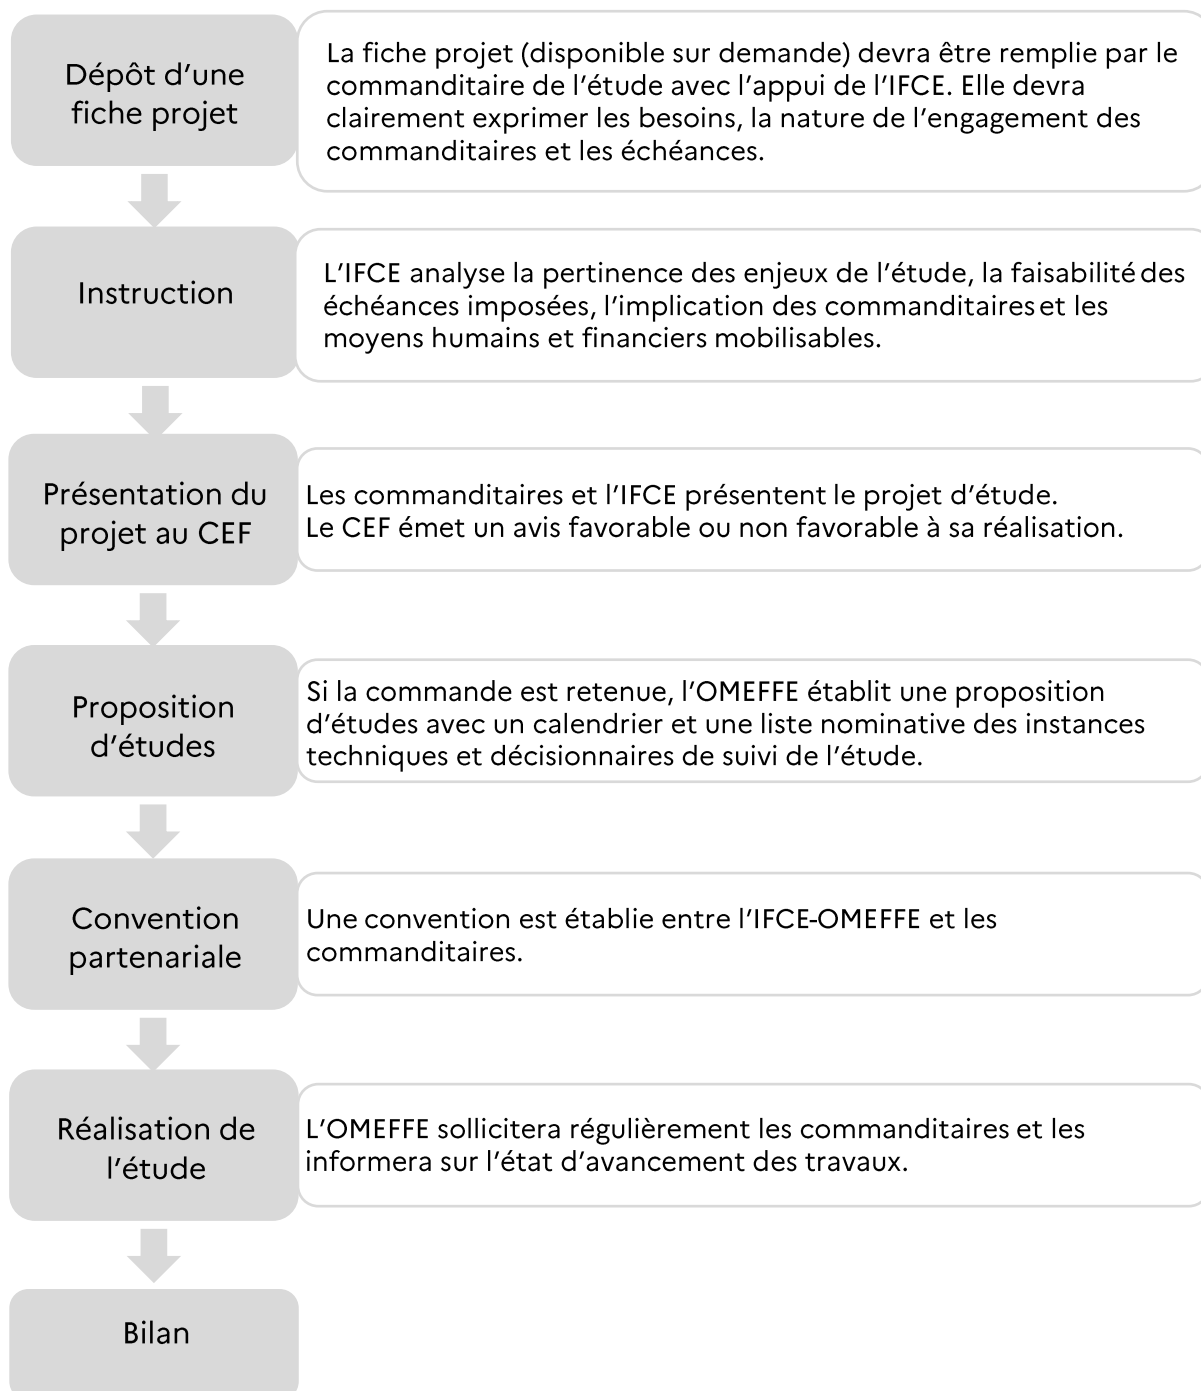 Dépôt d'une
fiche projet
La fiche projet (disponible sur demande) devra être remplie par le
commanditaire de l'étude avec l'appui de l'IFCE. Elle devra
clairement exprimer les besoins, la nature de l'engagement des
commanditaires et les échéances.
Instruction
L'IFCE analyse la pertinence des enjeux de l'étude, la faisabilité des
échéances imposées, l'implication des commanditaires et les
moyens humains et financiers mobilisables.
Présentation du
projet au CEF
Les commanditaires et l'IFCE présentent le projet d'étude.
Le CEF émet un avis favorable ou non favorable à sa réalisation.
Proposition
d'études
Si la commande est retenue, l'OMEFFE établit une proposition
d'études avec un calendrier et une liste nominative des instances
techniques et décisionnaires de suivi de l'étude.
Convention
partenariale
Une convention est établie entre l'IFCE-OMEFFE et les
commanditaires.
Réalisation de
l'étude
L'OMEFFE sollicitera régulièrement les commanditaires et les
informera sur l'état d'avancement des travaux.
Bilan